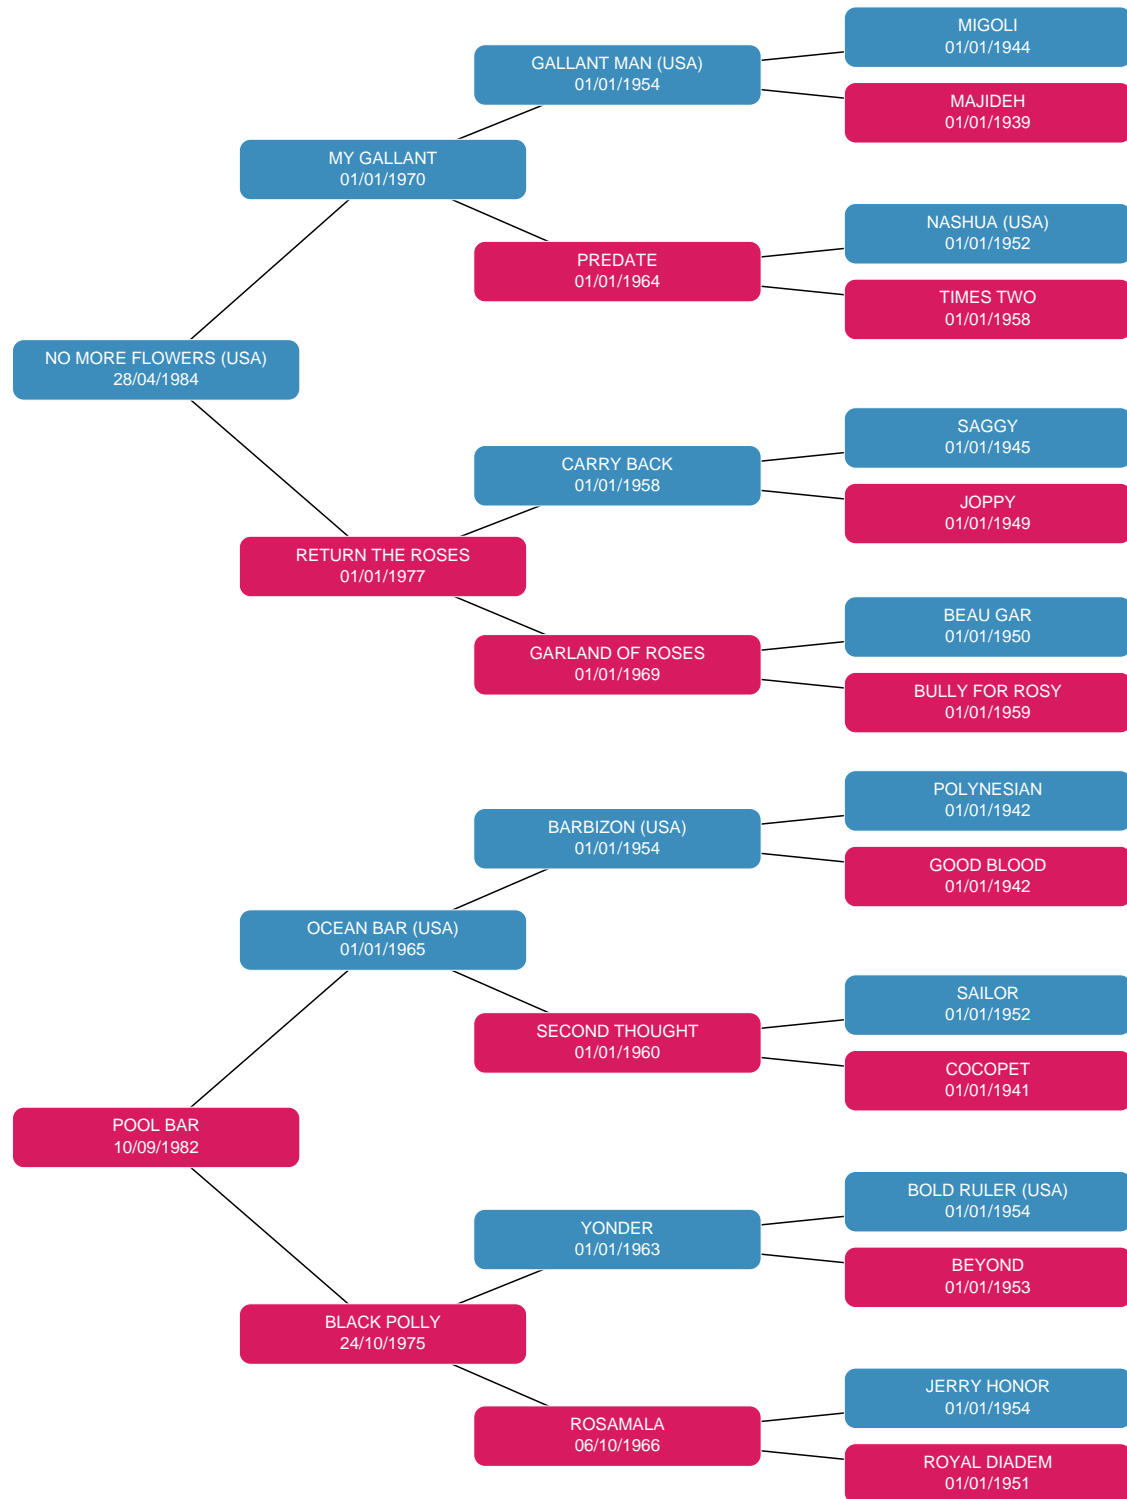 MIGOLI
01/01/1944
GALLANT MAN (USA)
01/01/1954
MAJIDEH
01/01/1939
MY GALLANT
01/01/1970
NASHUA (USA)
01/01/1952
PREDATE
01/01/1964
TIMES TWO
01/01/1958
NO MORE FLOWERS (USA)
28/04/1984
SAGGY
01/01/1945
CARRY BACK
01/01/1958
JOPPY
01/01/1949
RETURN THE ROSES
01/01/1977
BEAU GAR
01/01/1950
GARLAND OF ROSES
01/01/1969
BULLY FOR ROSY
01/01/1959
POLYNESIAN
01/01/1942
BARBIZON (USA)
01/01/1954
GOOD BLOOD
01/01/1942
OCEAN BAR (USA)
01/01/1965
SAILOR
01/01/1952
SECOND THOUGHT
01/01/1960
COCOPET
01/01/1941
POOL BAR
10/09/1982
BOLD RULER (USA)
01/01/1954
YONDER
01/01/1963
BEYOND
01/01/1953
BLACK POLLY
24/10/1975
JERRY HONOR
01/01/1954
ROSAMALA
06/10/1966
ROYAL DIADEM
01/01/1951